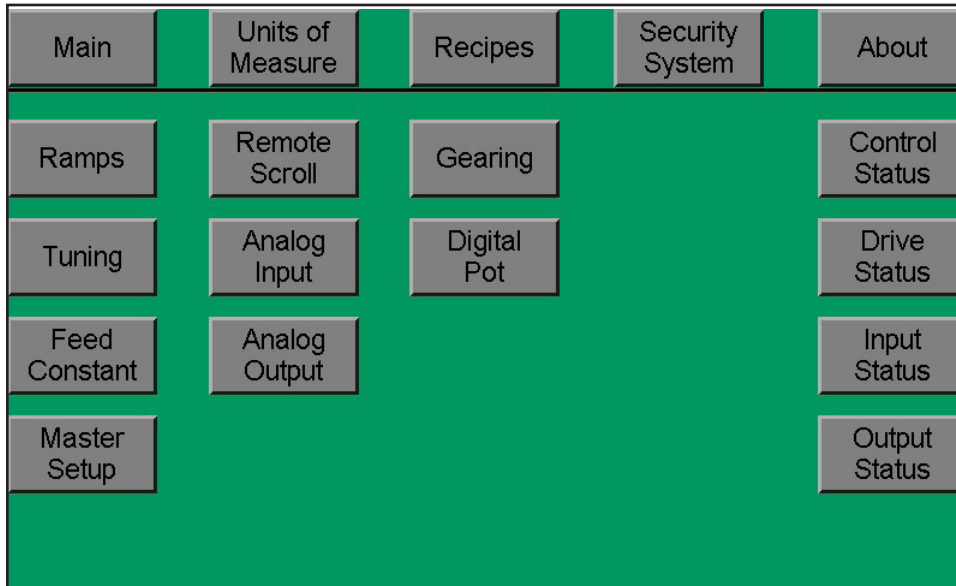 Main
Units of
Measure
Recipes
Security
System
About
Ramps
Remote
Scroll
Gearing
Control
Status
Tuning
Analog
Input
Digital
Pot
Drive
Status
Feed
Constant
Analog
Output
Input
Status
Master
Setup
Output
Status